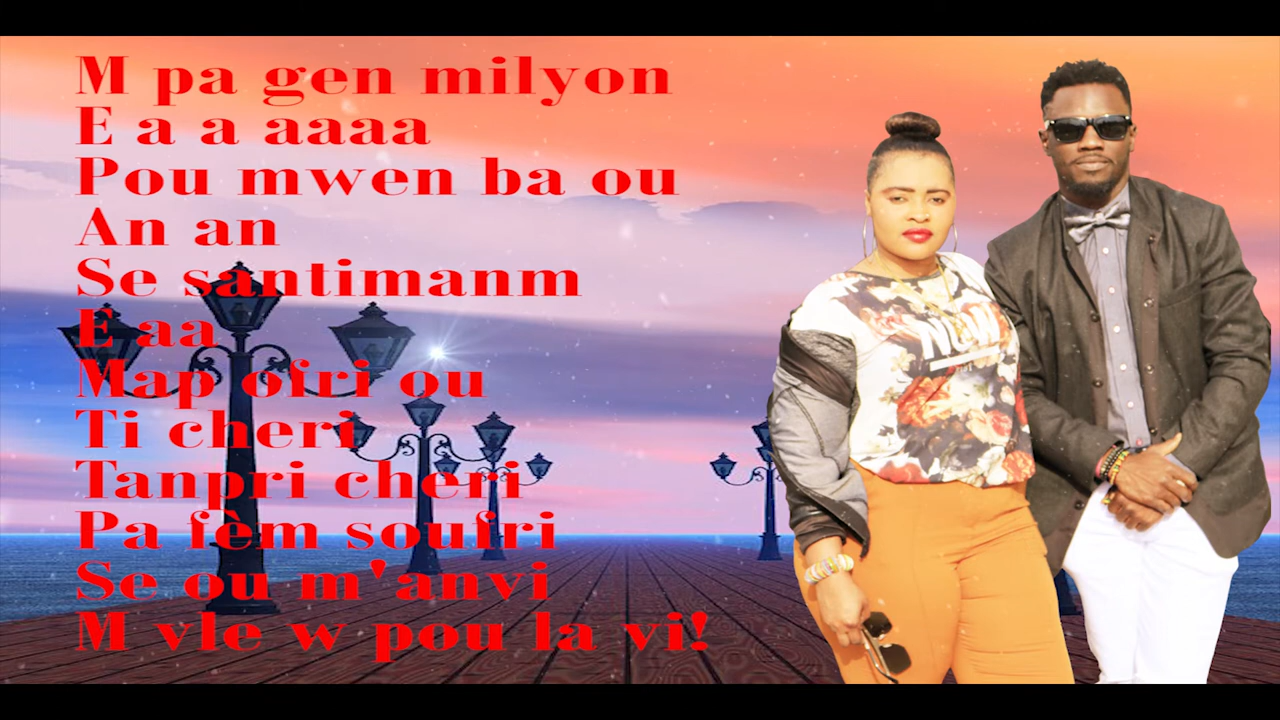 M pa gen milyon
E a a aaaa
Pou mwen ba ou
An an
Se santimanm
E aa
Map ofri ou
Ti cheri
Tanpri cheri
Pa fèm soufri
Se ou m'anvi
M vle w pou la vi!